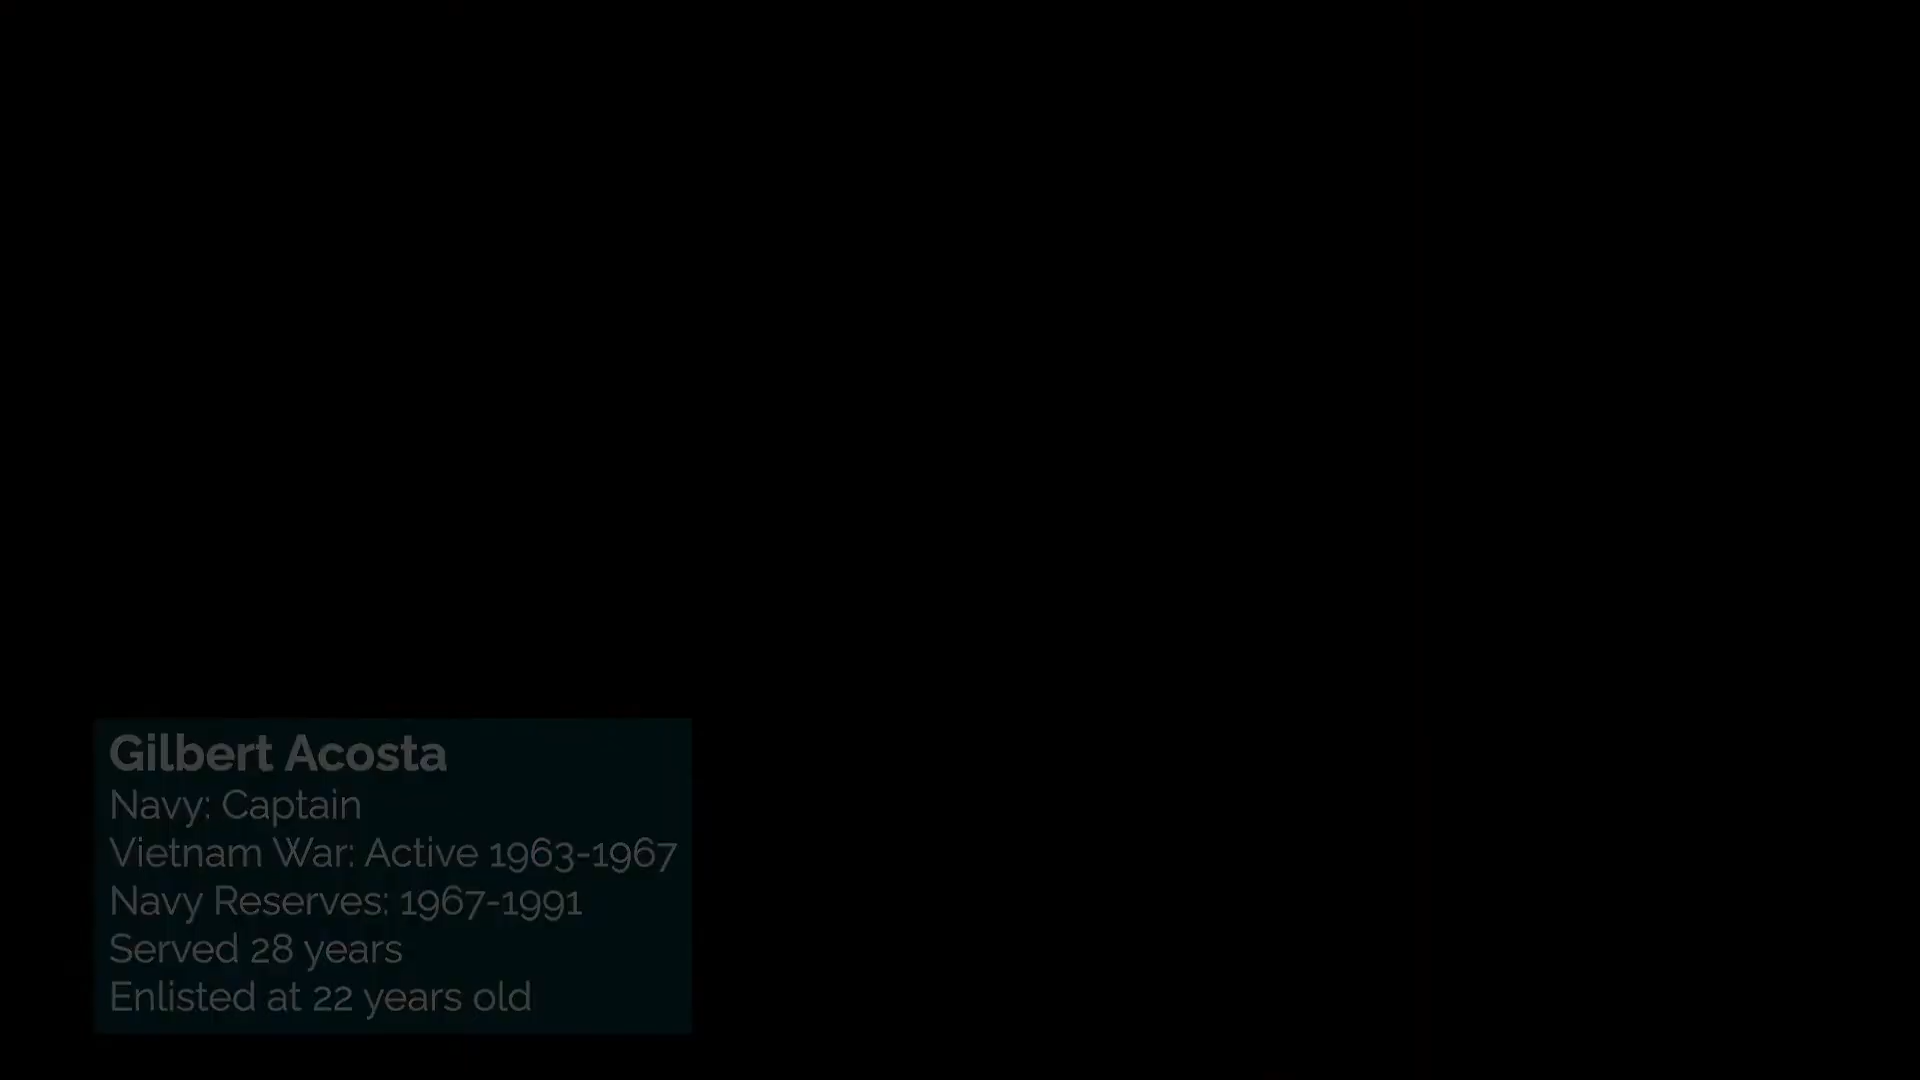 Gilbert Acosta
Navy: Captain
Vietnam War: Active 1963-1967
Navy Reserves: 1967-1991
Served 28 years
Enlisted at 22 years old